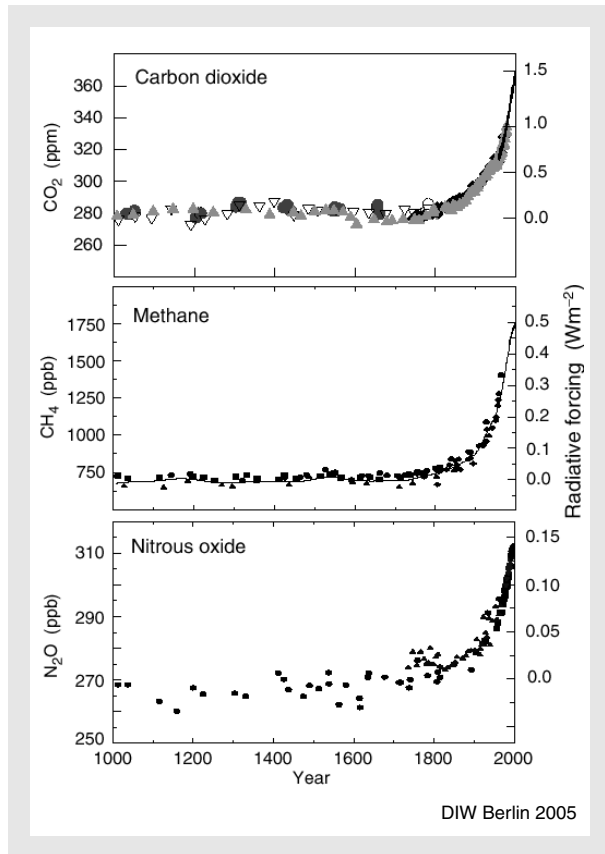 Carbon dioxide
CO₂ (ppm)
360
340
320
300
280
260
1.5
1.0
0.5
0.0
Methane
CH₄ (ppb)
1750
1500
1250
1000
750
0.5
0.4
0.3
0.2
0.1
0.0
Radiative forcing (Wm⁻²)
Nitrous oxide
N₂O (ppb)
310
290
270
250
0.15
0.10
0.05
0.0
1000 1200 1400 1600 1800 2000
Year
DIW Berlin 2005